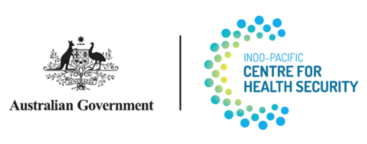 Australian Government
INDO-PACIFIC
CENTRE FOR
HEALTH SECURITY